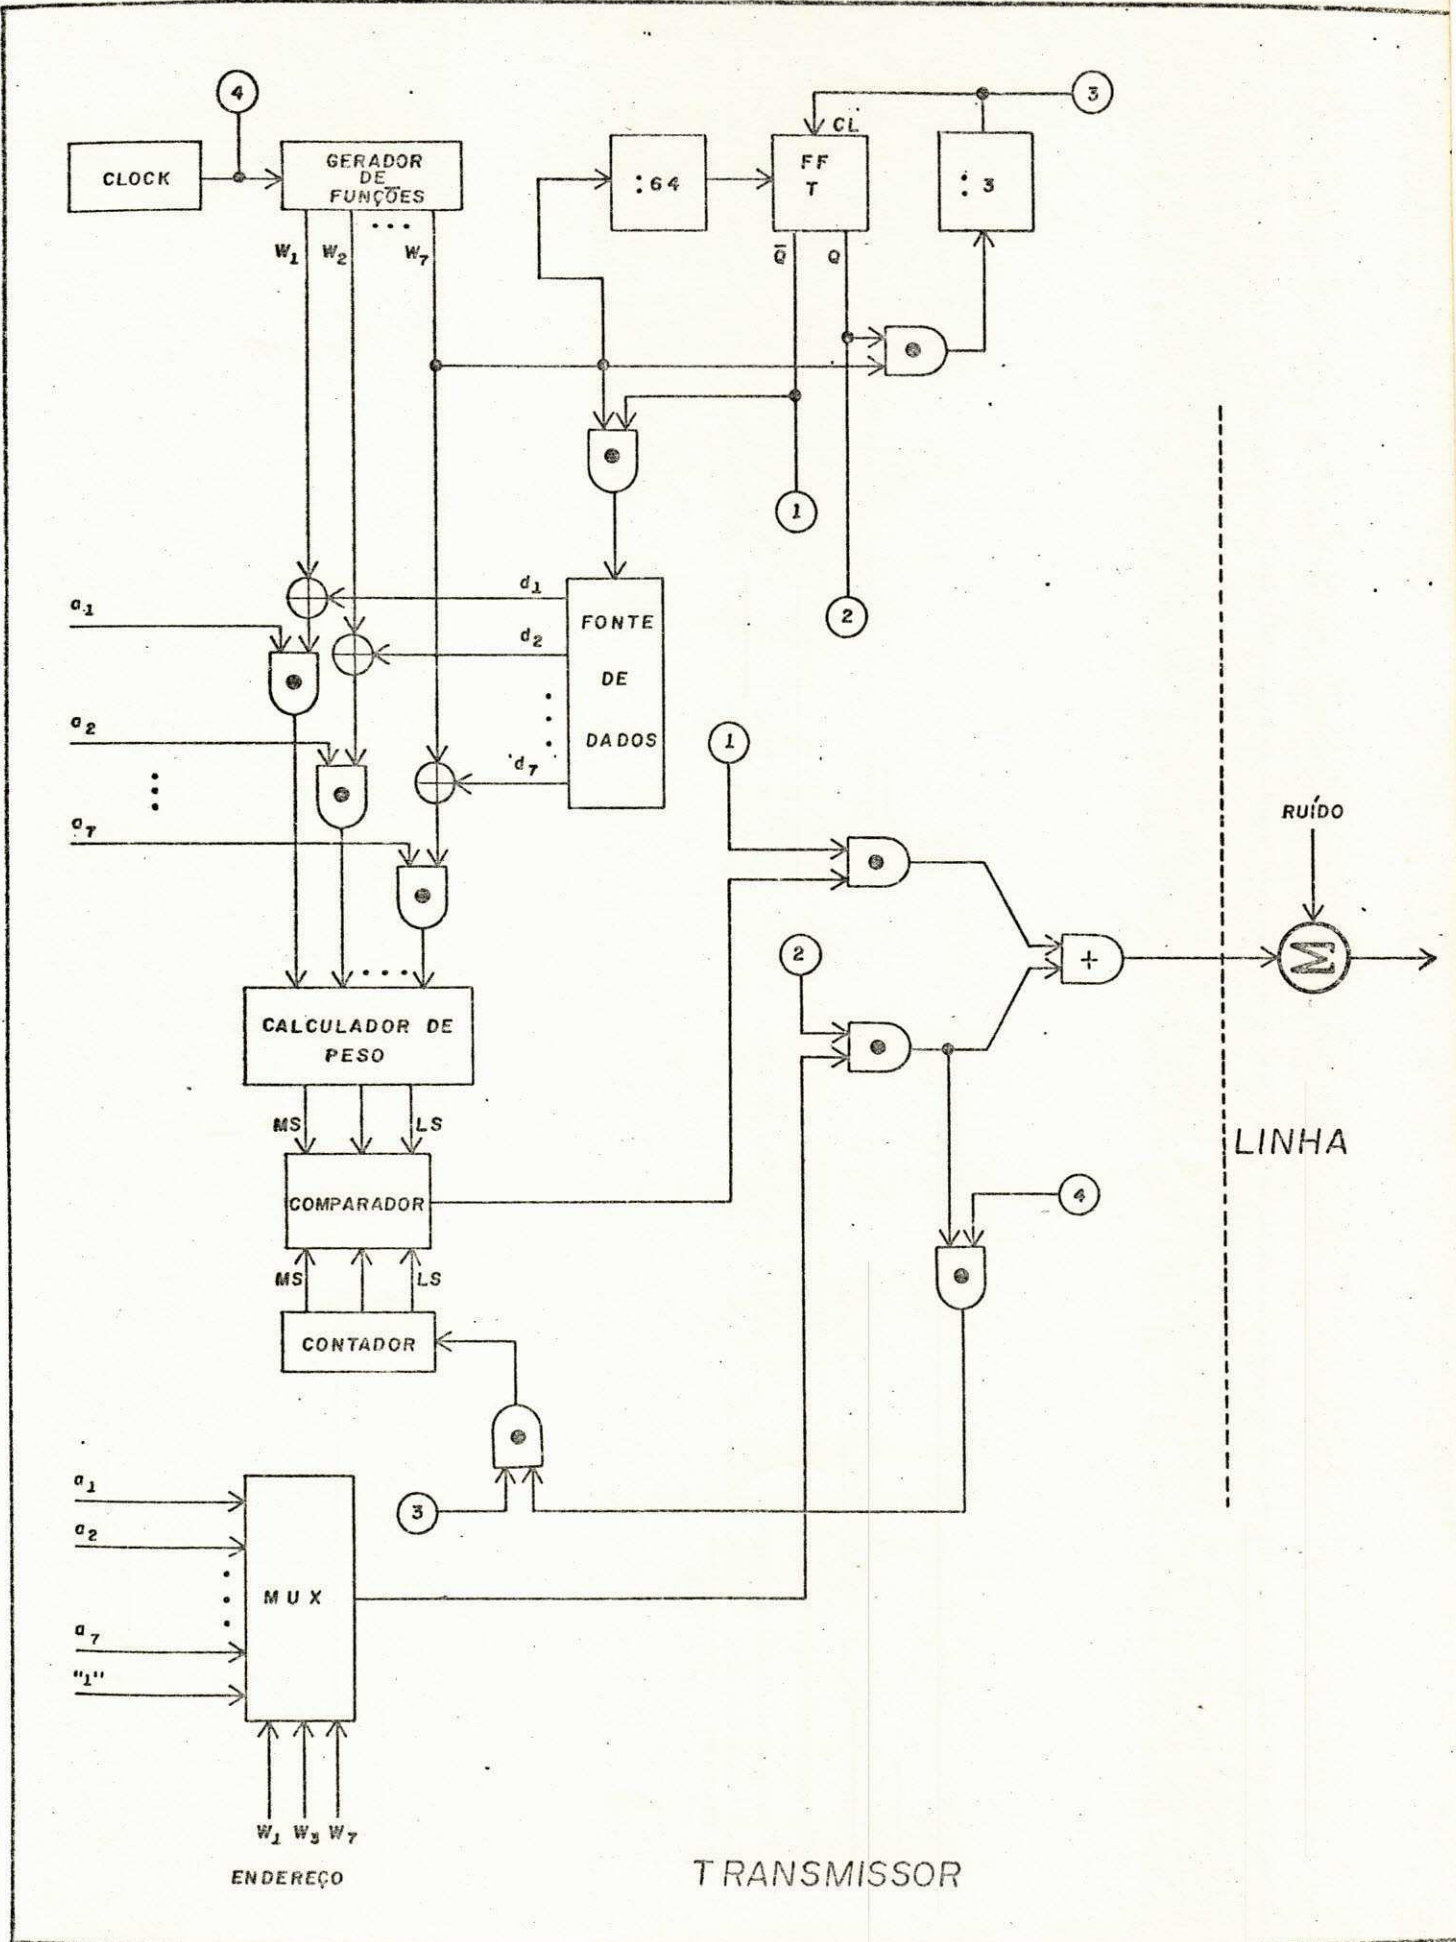 4
3
CLOCK
GERADOR
DE
FUNÇÕES
:64
CL
FF
T
: 3
W1
W2
...
W7
Q̅
Q
1
2
a1
d1
FONTE
d2
DE
a2
DADOS
d7
a7
1
RUÍDO
2
+
Σ
CALCULADOR DE
PESO
MS
LS
LINHA
COMPARADOR
4
MS
LS
CONTADOR
3
a1
a2
MUX
a7
"1"
W1 W3 W7
ENDEREÇO
TRANSMISSOR